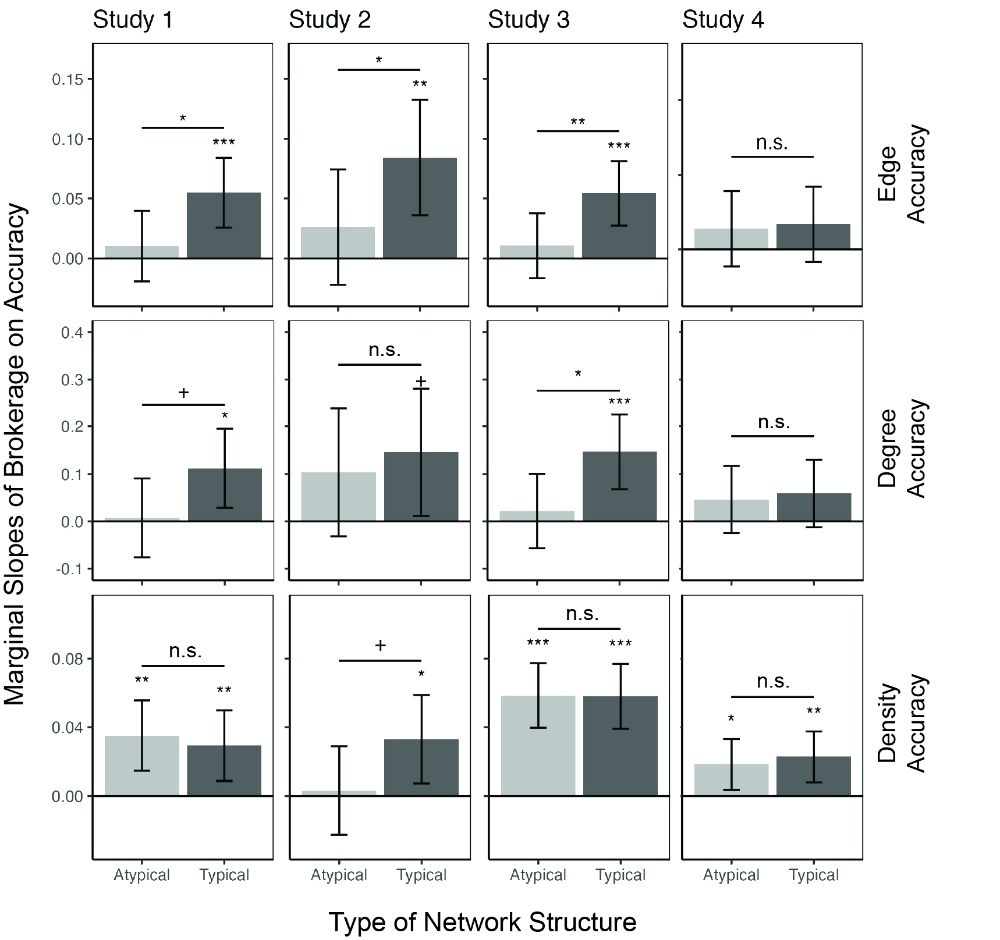 Study 1 Study 2 Study 3 Study 4
Marginal Slopes of Brokerage on Accuracy
0.15
0.10
0.05
0.00
*
***
*
**
**
***
n.s.
Edge
Accuracy
0.4
0.3
0.2
0.1
0.0
-0.1
+
*
n.s.
+
*
***
n.s.
Degree
Accuracy
0.08
0.04
0.00
n.s.
** **
+
*
n.s.
*** ***
n.s.
* **
Density
Accuracy
Atypical Typical Atypical Typical Atypical Typical Atypical Typical
Type of Network Structure